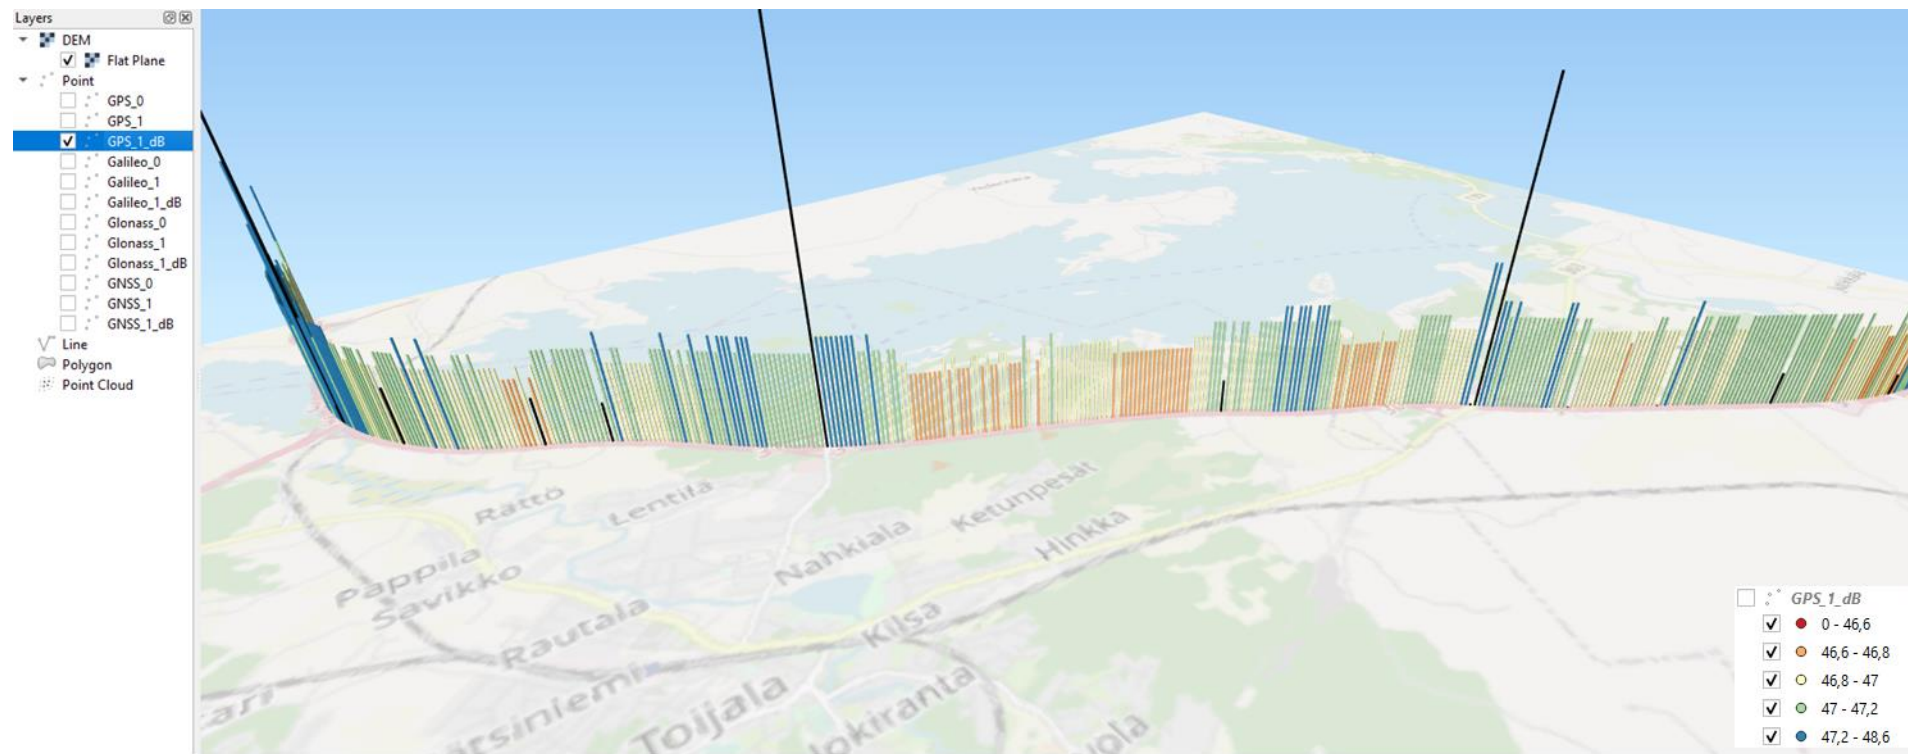 Layers
DEM
Flat Plane
Point
GPS_0
GPS_1
GPS_1_dB
Galileo_0
Galileo_1
Galileo_1_dB
Glonass_0
Glonass_1
Glonass_1_dB
GNSS_0
GNSS_1
GNSS_1_dB
Line
Polygon
Point Cloud
Rättö
Lentilä
Ketunpesät
Nahkiala
Hinkka
Pappila
Savikko
Rautala
Kilsa
Toijala
GPS_1_dB
0 - 46,6
46,6 - 46,8
46,8 - 47
47 - 47,2
47,2 - 48,6